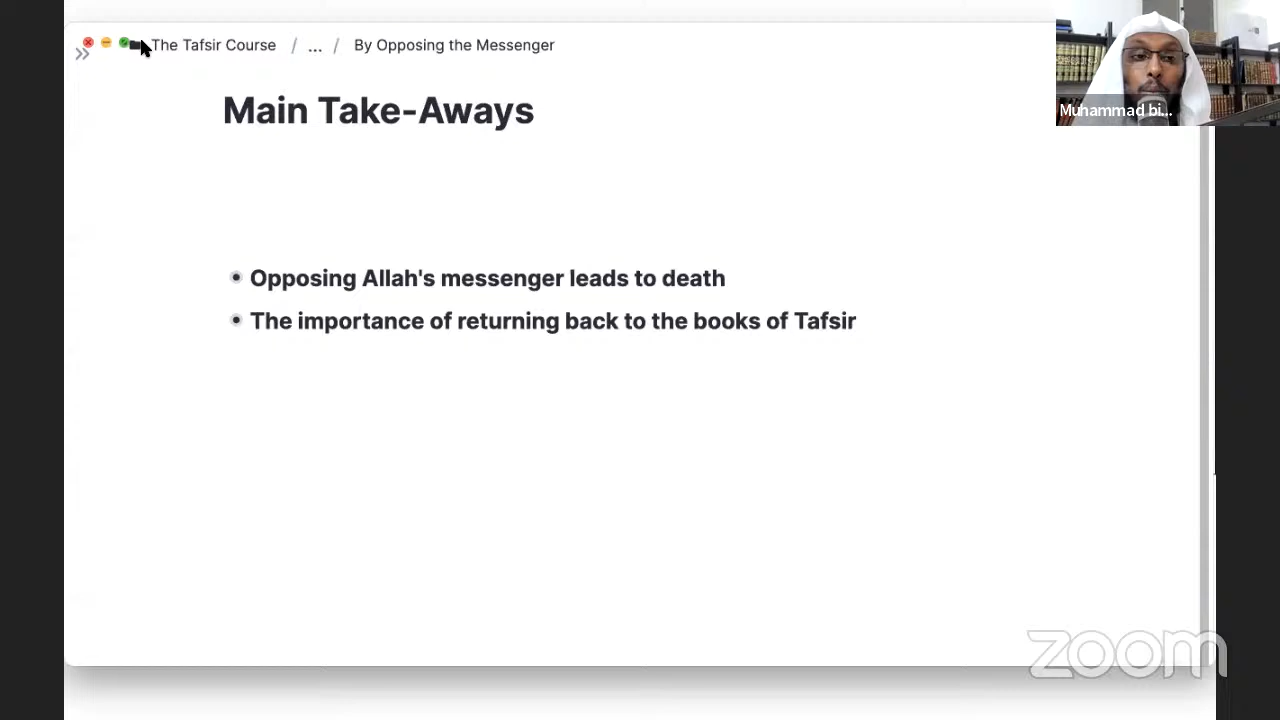 The Tafsir Course / ... / By Opposing the Messenger
Muhammad bi...
Main Take-Aways
Opposing Allah's messenger leads to death
The importance of returning back to the books of Tafsir
zoom